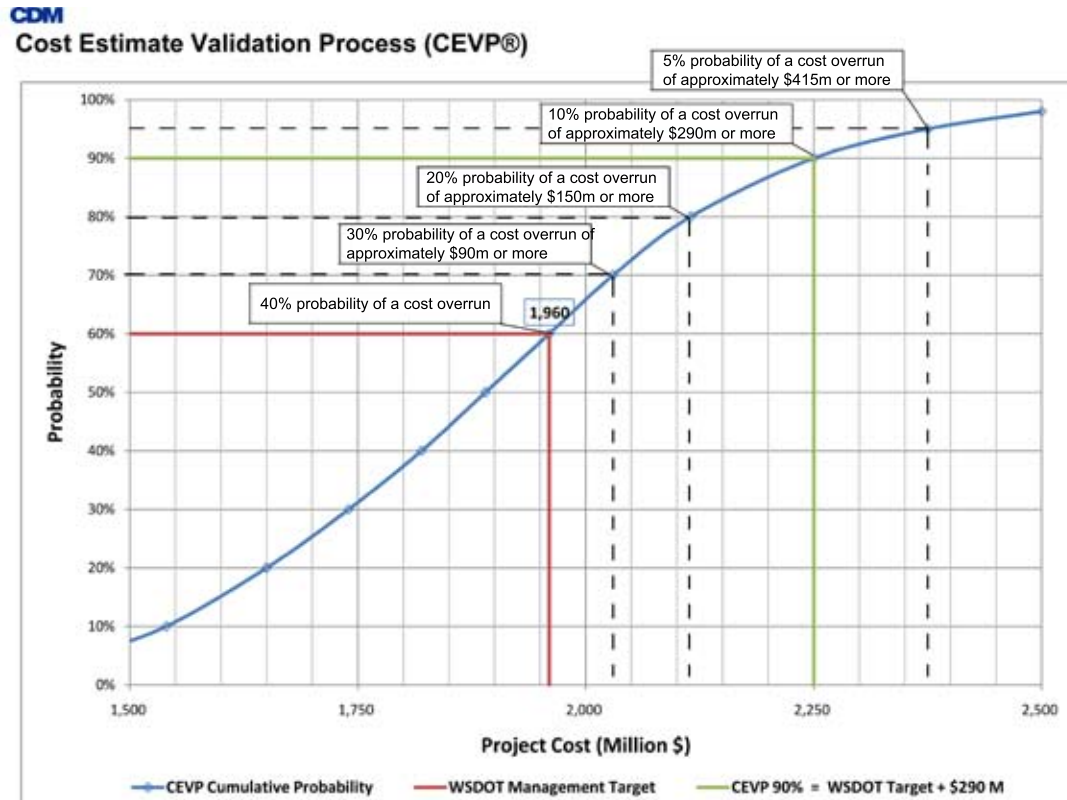 CDM
Cost Estimate Validation Process (CEVP®)
5% probability of a cost overrun
of approximately $415m or more
100%
10% probability of a cost overrun
of approximately $290m or more
90%
20% probability of a cost overrun
of approximately $150m or more
80%
30% probability of a cost overrun of
approximately $90m or more
70%
40% probability of a cost overrun
1,960
60%
50%
40%
30%
20%
10%
0%
Probability
1,500
1,750
2,000
2,250
2,500
Project Cost (Million $)
CEVP Cumulative Probability
WSDOT Management Target
CEVP 90% = WSDOT Target + $290 M